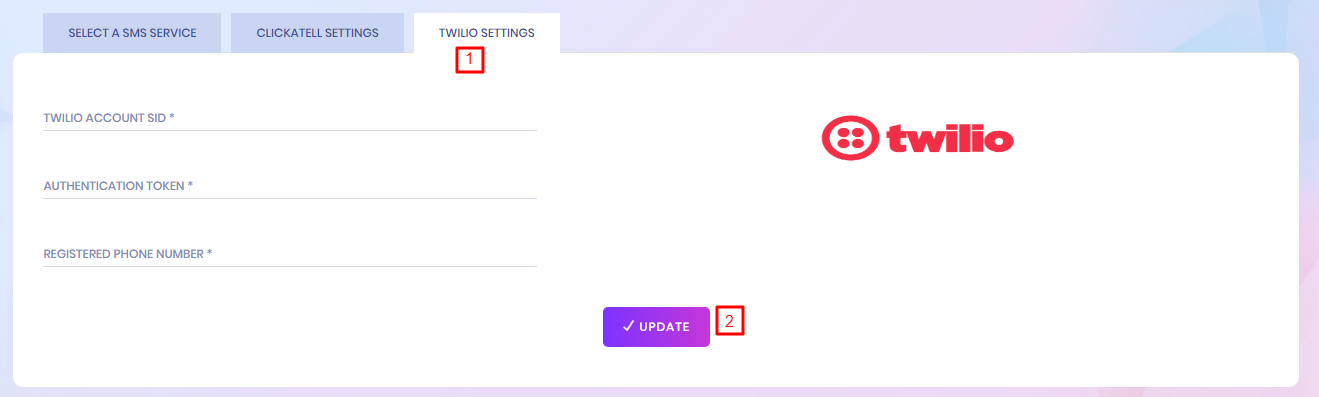 SELECT A SMS SERVICE
CLICKATELL SETTINGS
TWILIO SETTINGS
1
TWILIO ACCOUNT SID *
twilio
AUTHENTICATION TOKEN *
REGISTERED PHONE NUMBER *
UPDATE
2